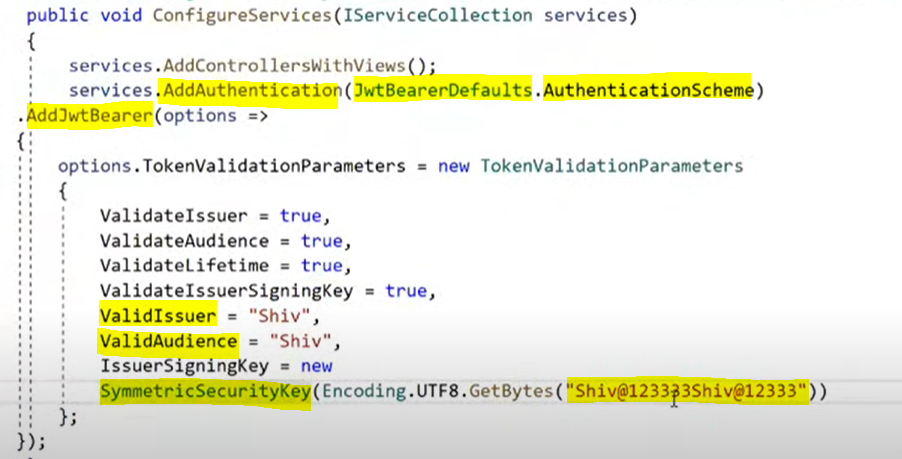 public void ConfigureServices(IServiceCollection services)
{
services.AddControllersWithViews();
services.AddAuthentication(JwtBearerDefaults.AuthenticationScheme)
.AddJwtBearer(options =>
{
options.TokenValidationParameters = new TokenValidationParameters
{
ValidateIssuer = true,
ValidateAudience = true,
ValidateLifetime = true,
ValidateIssuerSigningKey = true,
ValidIssuer = "Shiv",
ValidAudience = "Shiv",
IssuerSigningKey = new
SymmetricSecurityKey(Encoding.UTF8.GetBytes("Shiv@123333Shiv@12333"))
};
});